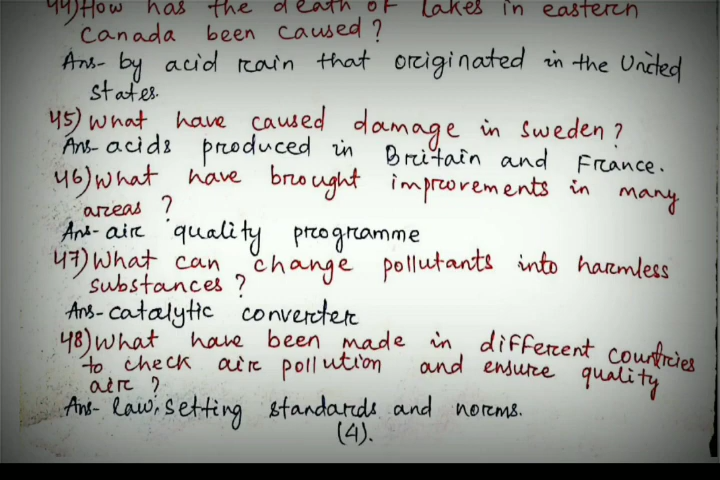 44) How has the death of lakes in eastern
canada been caused?
Ans- by acid rain that originated in the United
states.
45) What have caused damage in sweden?
Ans- acids produced in Britain and France.
46) What have brought improvements in many
areas?
Ans- air quality programme
47) What can change pollutants into harmless
substances?
Ans- catalytic converter
48) What have been made in different countries
to check air pollution and ensure quality
air?
Ans- law, setting standards and norms.
(4).